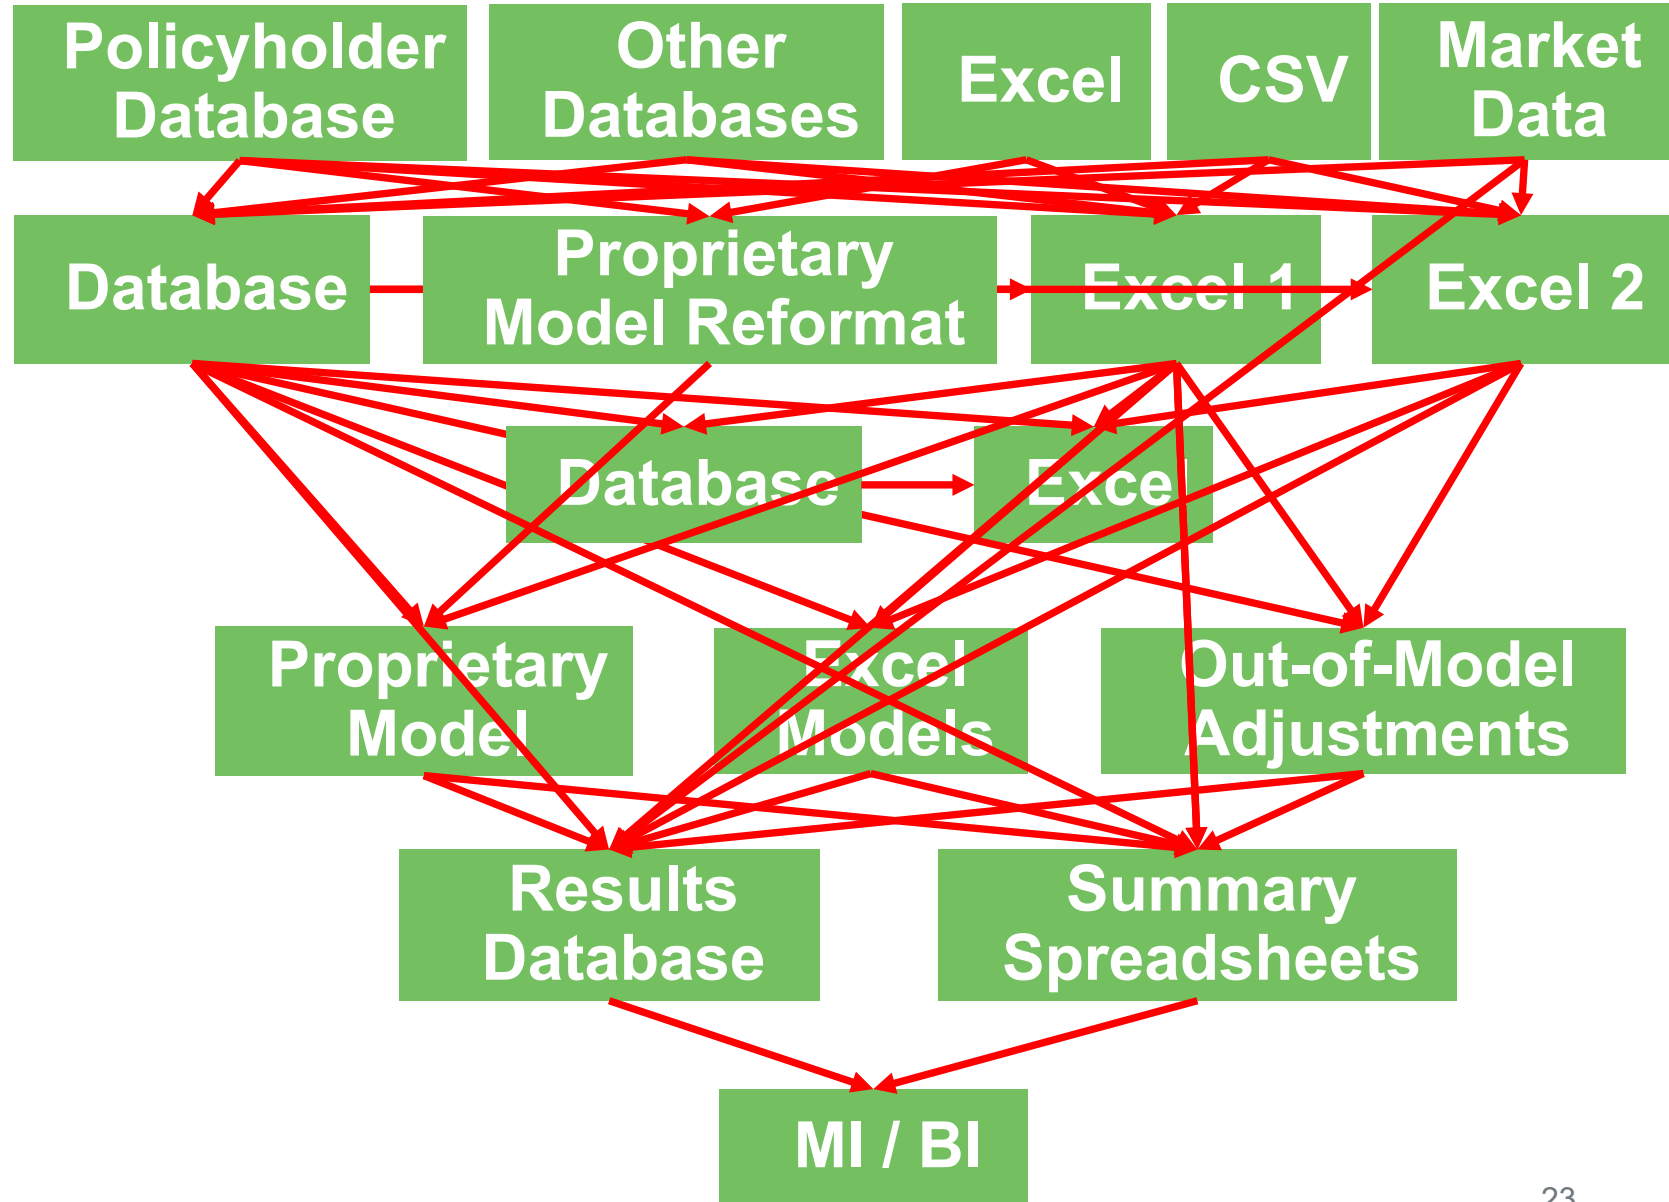 Policyholder
Database
Other
Databases
Excel
CSV
Market
Data
Database
Proprietary
Model Reformat
Excel 1
Excel 2
Database
Excel
Proprietary
Model
Excel
Models
Out-of-Model
Adjustments
Results
Database
Summary
Spreadsheets
MI / BI
23